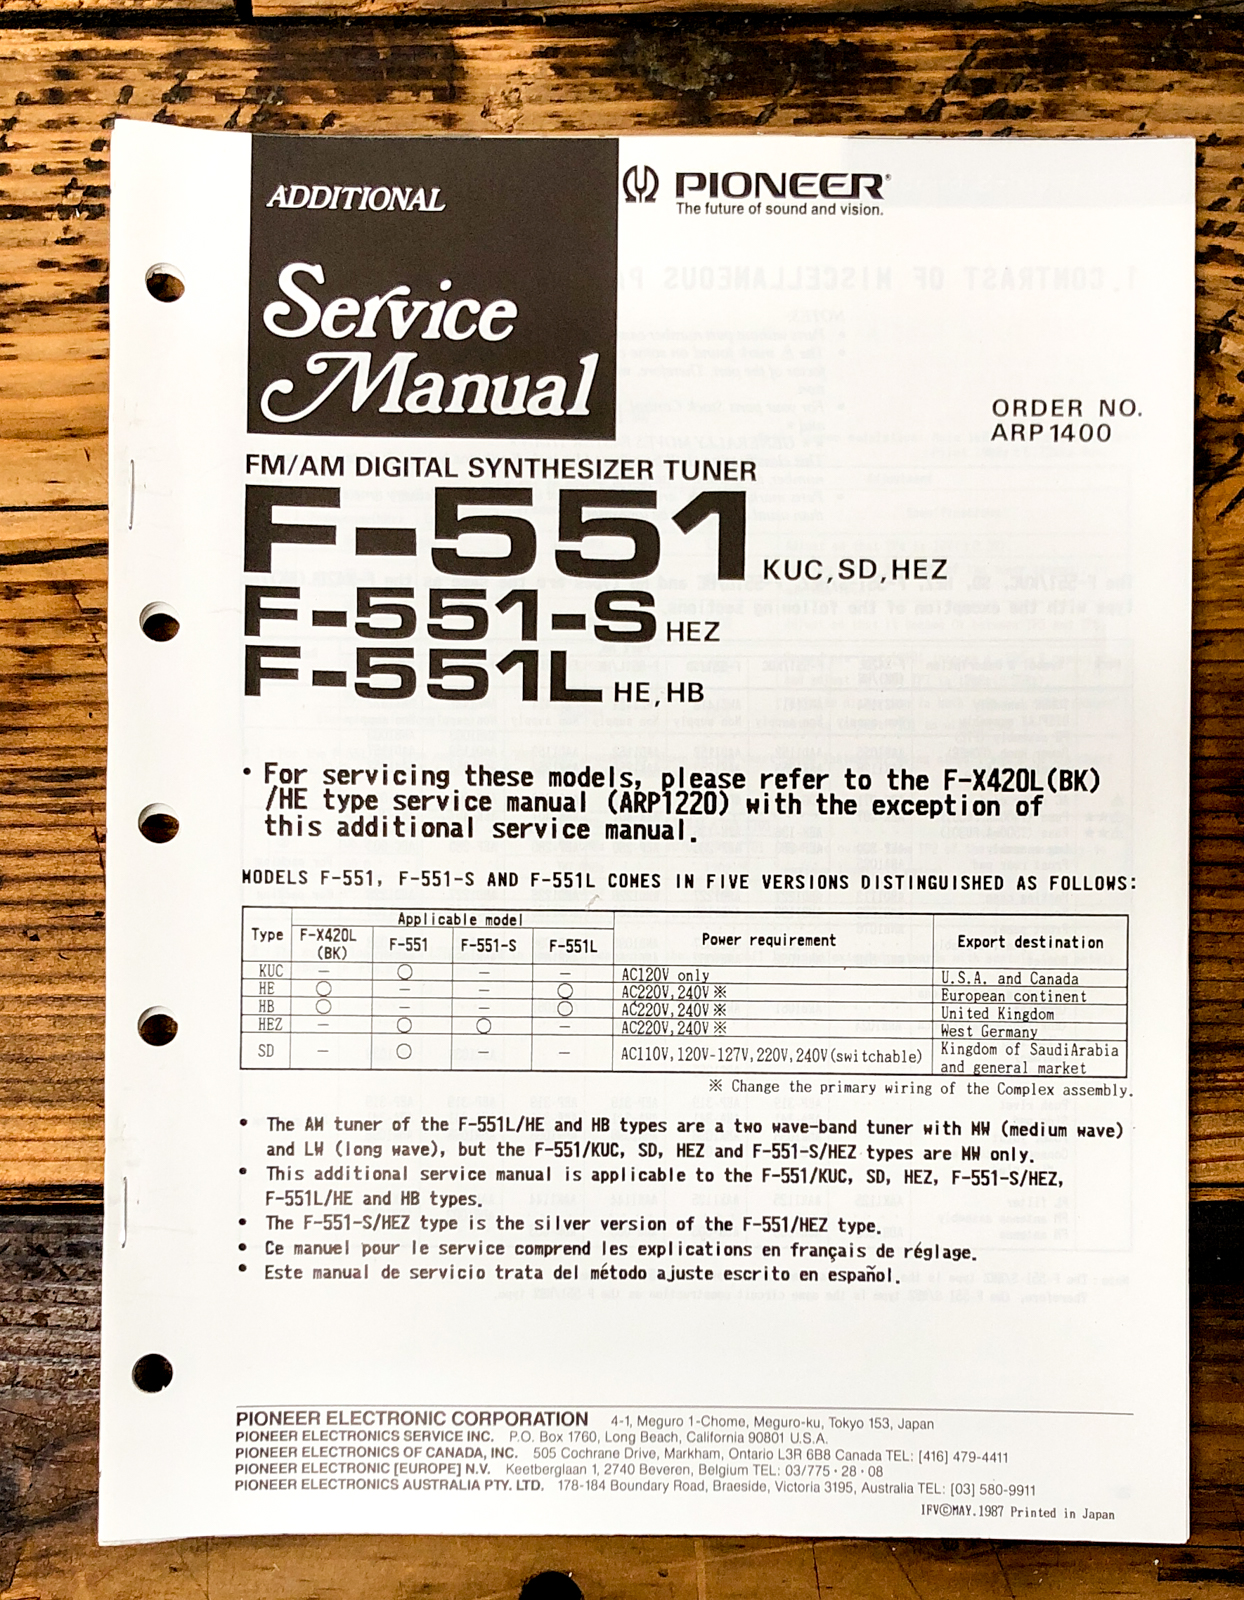 ADDITIONAL
Service
Manual
PIONEER®
The future of sound and vision.
ORDER NO.
ARP1400
FM/AM DIGITAL SYNTHESIZER TUNER
F-551 KUC, SD, HEZ
F-551-S HEZ
F-551L HE, HB
• For servicing these models, please refer to the F-X420L(BK)
/HE type service manual (ARP1220) with the exception of
this additional service manual.
MODELS F-551, F-551-S AND F-551L COMES IN FIVE VERSIONS DISTINGUISHED AS FOLLOWS:
Type Applicable model Power requirement Export destination
F-X420L (BK) F-551 F-551-S F-551L
KUC — ○ — — AC120V only U.S.A. and Canada
HE ○ — — ○ AC220V, 240V ※ European continent
HB ○ — — ○ AC220V, 240V ※ United Kingdom
HEZ — ○ ○ — AC220V, 240V ※ West Germany
SD — ○ — — AC110V, 120V-127V, 220V, 240V (switchable) Kingdom of SaudiArabia
and general market
※ Change the primary wiring of the Complex assembly.
• The AM tuner of the F-551L/HE and HB types are a two wave-band tuner with MW (medium wave)
and LW (long wave), but the F-551/KUC, SD, HEZ and F-551-S/HEZ types are MW only.
• This additional service manual is applicable to the F-551/KUC, SD, HEZ, F-551-S/HEZ,
F-551L/HE and HB types.
• The F-551-S/HEZ type is the silver version of the F-551/HEZ type.
• Ce manuel pour le service comprend les explications en français de réglage.
• Este manual de servicio trata del método ajuste escrito en español.
PIONEER ELECTRONIC CORPORATION 4-1, Meguro 1-Chome, Meguro-ku, Tokyo 153, Japan
PIONEER ELECTRONICS SERVICE INC. P.O. Box 1760, Long Beach, California 90801 U.S.A.
PIONEER ELECTRONICS OF CANADA, INC. 505 Cochrane Drive, Markham, Ontario L3R 6B8 Canada TEL: [416] 479-4411
PIONEER ELECTRONIC [EUROPE] N.V. Keetberglaan 1, 2740 Beveren, Belgium TEL: 03/775 · 28 · 08
PIONEER ELECTRONICS AUSTRALIA PTY. LTD. 178-184 Boundary Road, Braeside, Victoria 3195, Australia TEL: [03] 580-9911
IFV©MAY. 1987 Printed in Japan